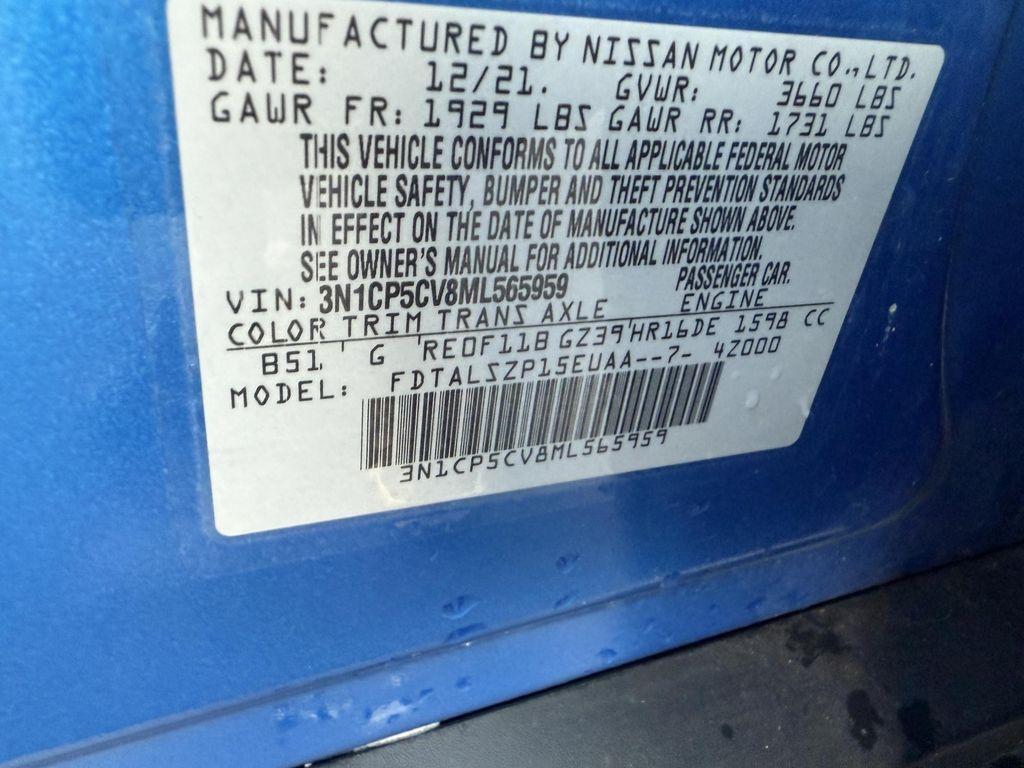 MANUFACTURED BY NISSAN MOTOR CO.,LTD.
DATE: 12/21. GVWR: 3660 LBS
GAWR FR: 1929 LBS GAWR RR: 1731 LBS
THIS VEHICLE CONFORMS TO ALL APPLICABLE FEDERAL MOTOR
VEHICLE SAFETY, BUMPER AND THEFT PREVENTION STANDARDS
IN EFFECT ON THE DATE OF MANUFACTURE SHOWN ABOVE.
SEE OWNER'S MANUAL FOR ADDITIONAL INFORMATION.
VIN: 3N1CP5CV8ML565959 PASSENGER CAR.
COLOR TRIM TRANS AXLE ENGINE
B51 G RE0F11B GZ39 HR16DE 1598 CC
MODEL: FDTALSZP15EUAA--7- 4Z000
3N1CP5CV8ML565959